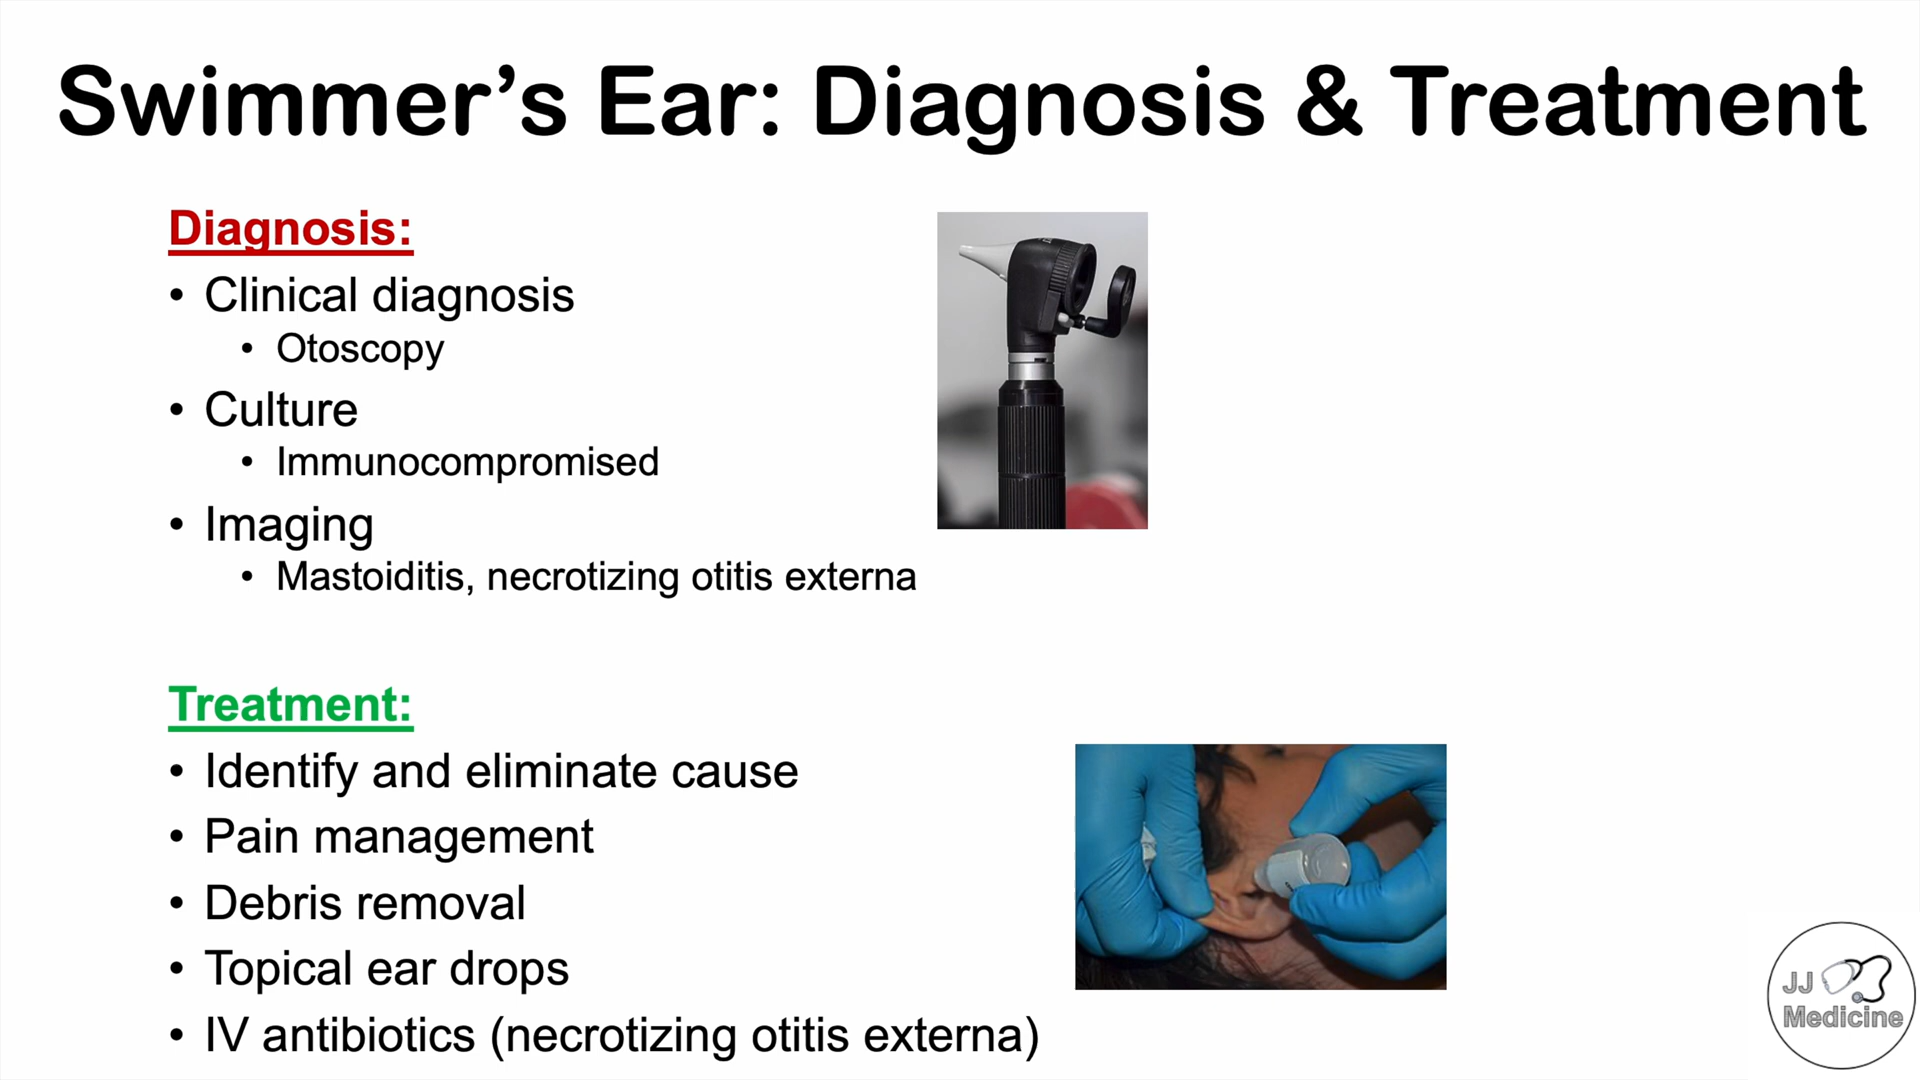 Swimmer’s Ear: Diagnosis & Treatment
Diagnosis:
• Clinical diagnosis
• Otoscopy
• Culture
• Immunocompromised
• Imaging
• Mastoiditis, necrotizing otitis externa
Treatment:
• Identify and eliminate cause
• Pain management
• Debris removal
• Topical ear drops
• IV antibiotics (necrotizing otitis externa)
JJ
Medicine